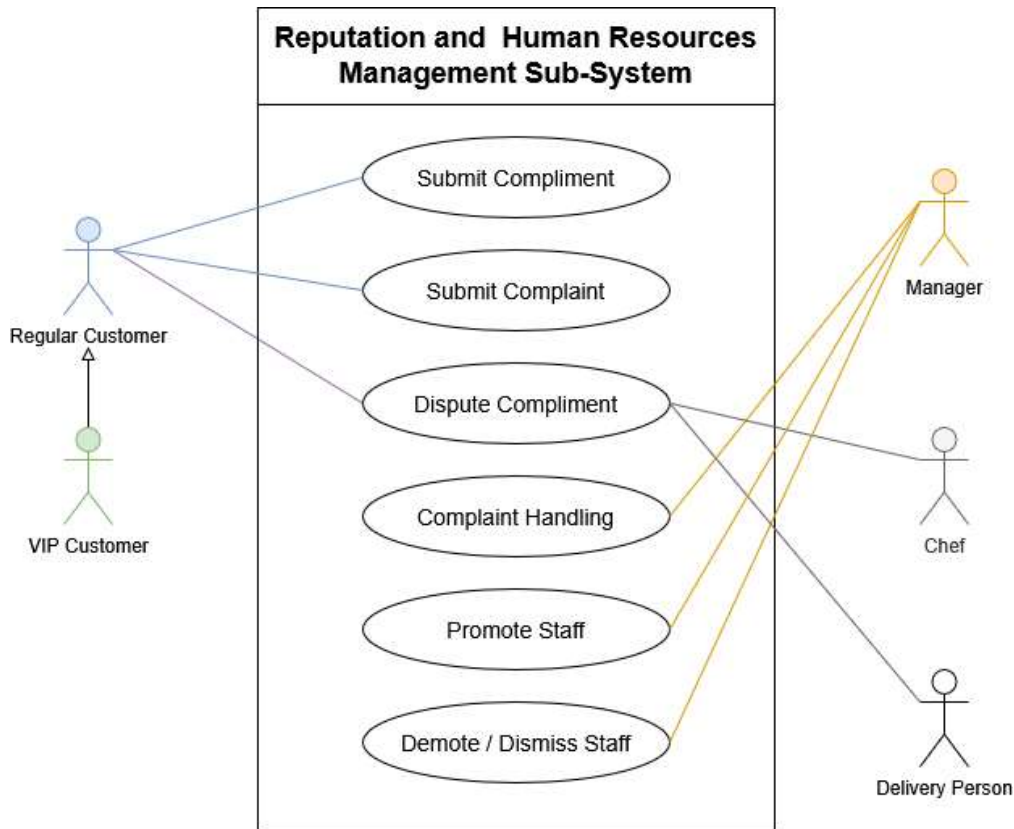 Reputation and Human Resources
Management Sub-System
Submit Compliment
Submit Complaint
Dispute Compliment
Complaint Handling
Promote Staff
Demote / Dismiss Staff
Regular Customer
VIP Customer
Manager
Chef
Delivery Person